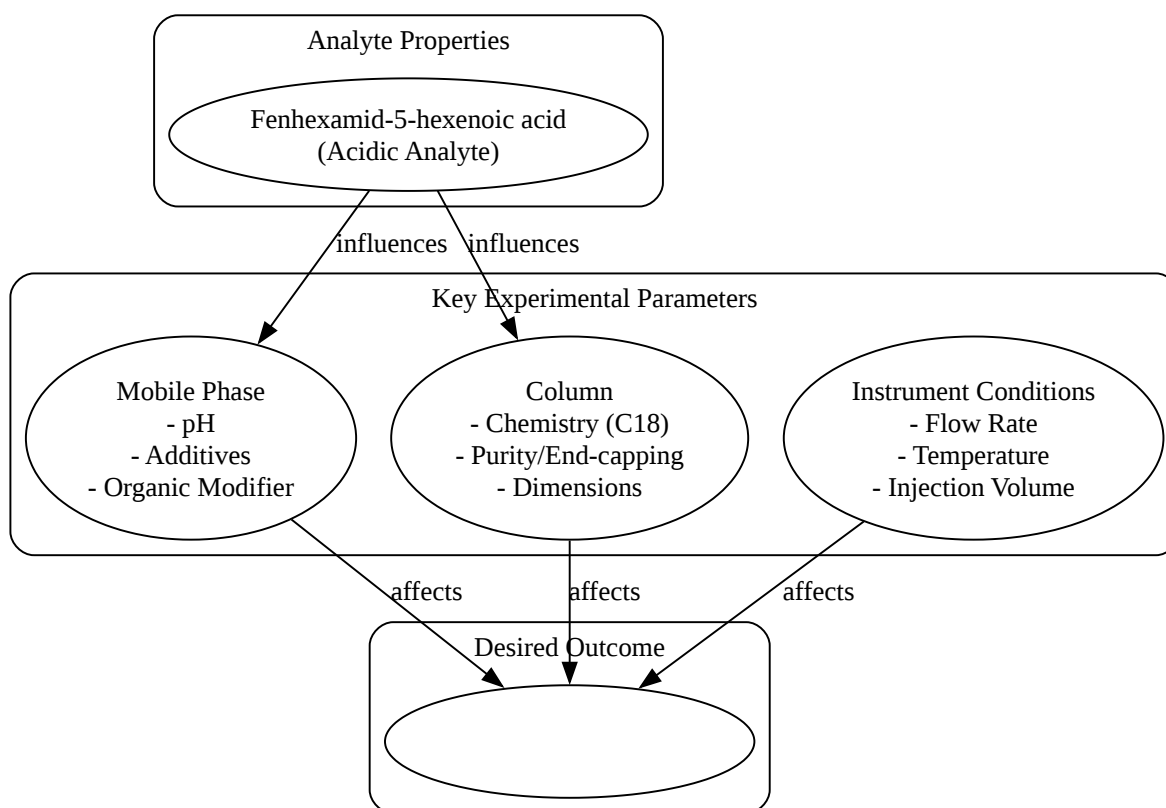 Analyte Properties
Fenhexamid-5-hexenoic acid
(Acidic Analyte)
influences
influences
Key Experimental Parameters
Mobile Phase
- pH
- Additives
- Organic Modifier
Column
- Chemistry (C18)
- Purity/End-capping
- Dimensions
Instrument Conditions
- Flow Rate
- Temperature
- Injection Volume
affects
affects
affects
Desired Outcome